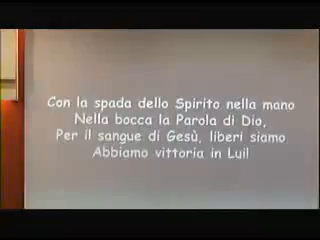 Con la spada dello Spirito nella mano
Nella bocca la Parola di Dio,
Per il sangue di Gesù, liberi siamo
Abbiamo vittoria in Lui!